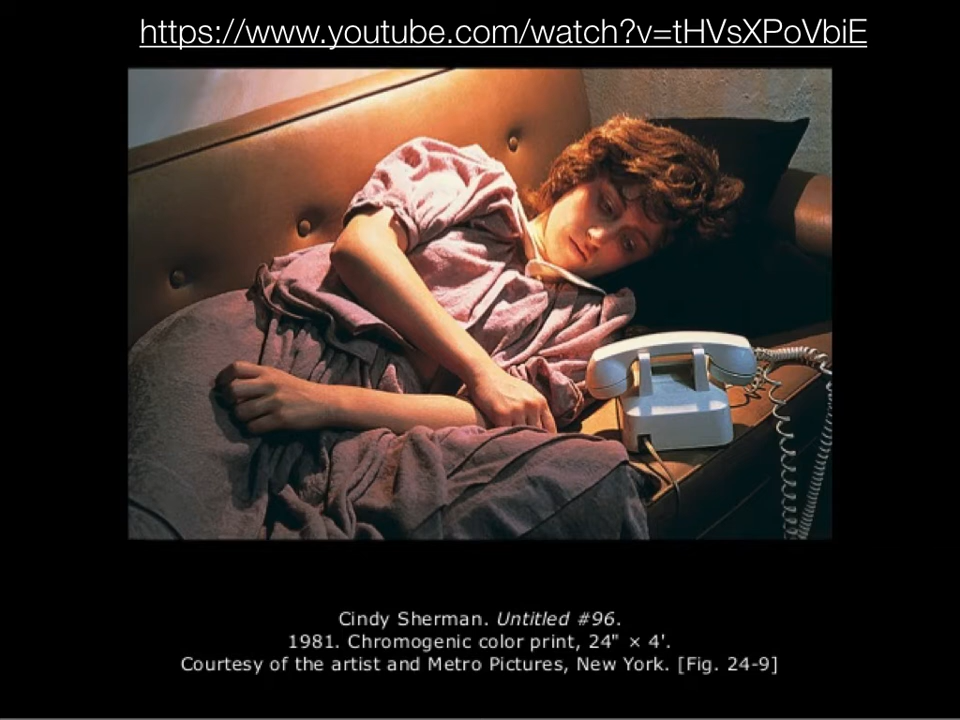 https://www.youtube.com/watch?v=tHVsXPoVbiE
Cindy Sherman. Untitled #96.
1981. Chromogenic color print, 24" × 4'.
Courtesy of the artist and Metro Pictures, New York. [Fig. 24-9]